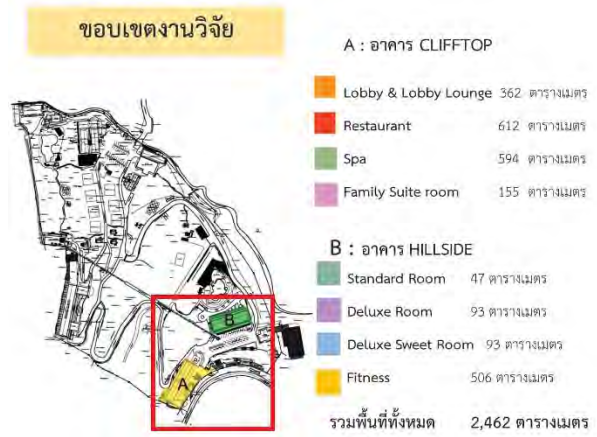 ขอบเขตงานวิจัย
A : อาคาร CLIFFTOP
Lobby & Lobby Lounge 362 ตารางเมตร
Restaurant 612 ตารางเมตร
Spa 594 ตารางเมตร
Family Suite room 155 ตารางเมตร
B : อาคาร HILLSIDE
Standard Room 47 ตารางเมตร
Deluxe Room 93 ตารางเมตร
Deluxe Sweet Room 93 ตารางเมตร
Fitness 506 ตารางเมตร
รวมพื้นที่ทั้งหมด 2,462 ตารางเมตร
B
A